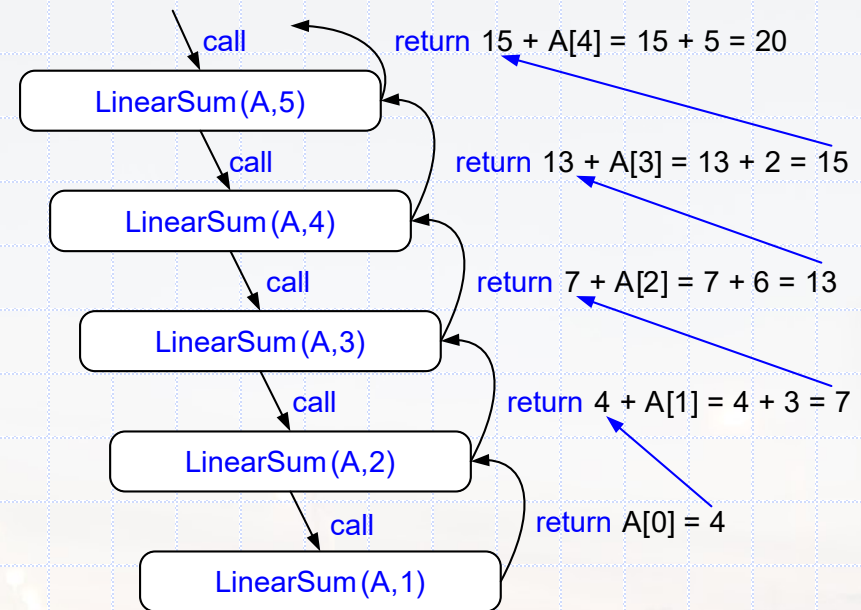 call
return 15 + A[4] = 15 + 5 = 20
LinearSum(A,5)
call
return 13 + A[3] = 13 + 2 = 15
LinearSum(A,4)
call
return 7 + A[2] = 7 + 6 = 13
LinearSum(A,3)
call
return 4 + A[1] = 4 + 3 = 7
LinearSum(A,2)
call
return A[0] = 4
LinearSum(A,1)